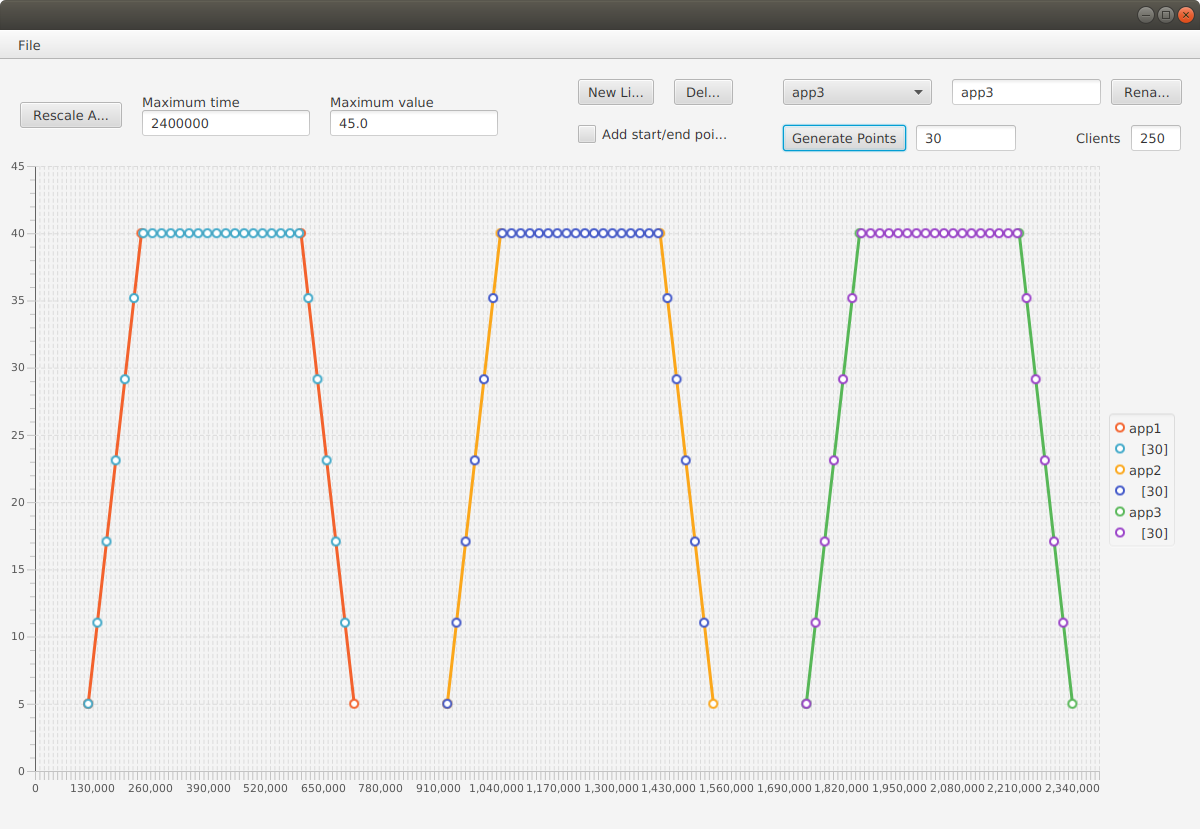 File
Rescale A...
Maximum time
2400000
Maximum value
45.0
New Li...
Del...
app3
app3
Rena...
Add start/end poi...
Generate Points
30
Clients
250
45
40
35
30
25
20
15
10
5
0
0 130,000 260,000 390,000 520,000 650,000 780,000 910,000 1,040,000 1,170,000 1,300,000 1,430,000 1,560,000 1,690,000 1,820,000 1,950,000 2,080,000 2,210,000 2,340,000
app1
[30]
app2
[30]
app3
[30]